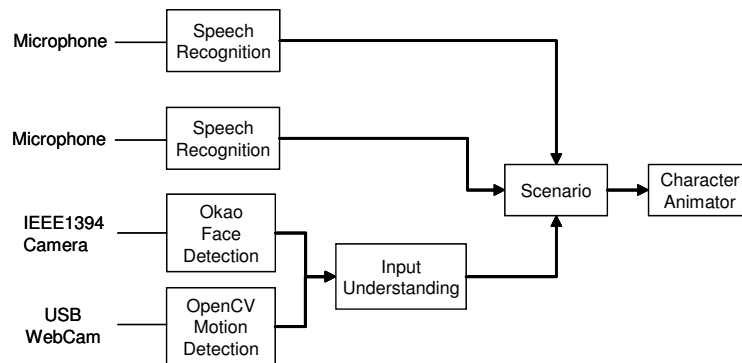 Microphone
Speech
Recognition
Microphone
Speech
Recognition
IEEE1394
Camera
Okao
Face
Detection
USB
WebCam
OpenCV
Motion
Detection
Input
Understanding
Scenario
Character
Animator